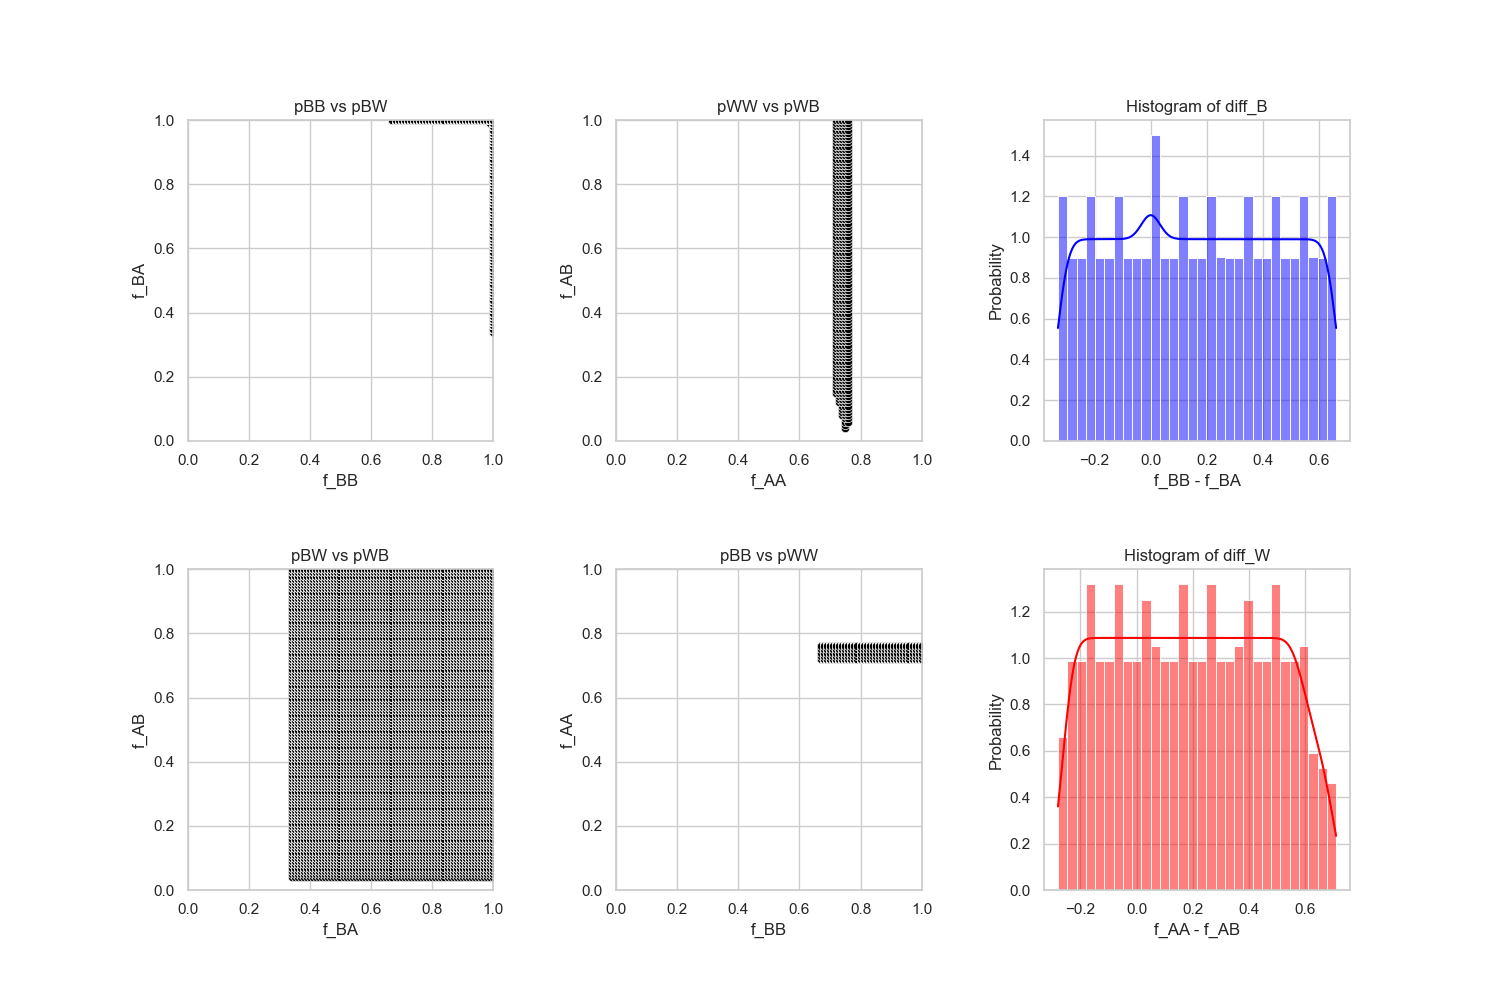 pBB vs pBW
1.0
0.8
0.6
0.4
0.2
0.0
f_BA
0.0 0.2 0.4 0.6 0.8 1.0
f_BB
pWW vs pWB
1.0
0.8
0.6
0.4
0.2
0.0
f_AB
0.0 0.2 0.4 0.6 0.8 1.0
f_AA
Histogram of diff_B
1.4
1.2
1.0
0.8
0.6
0.4
0.2
0.0
Probability
−0.2 0.0 0.2 0.4 0.6
f_BB - f_BA
pBW vs pWB
1.0
0.8
0.6
0.4
0.2
0.0
f_AB
0.0 0.2 0.4 0.6 0.8 1.0
f_BA
pBB vs pWW
1.0
0.8
0.6
0.4
0.2
0.0
f_AA
0.0 0.2 0.4 0.6 0.8 1.0
f_BB
Histogram of diff_W
1.2
1.0
0.8
0.6
0.4
0.2
0.0
Probability
−0.2 0.0 0.2 0.4 0.6
f_AA - f_AB